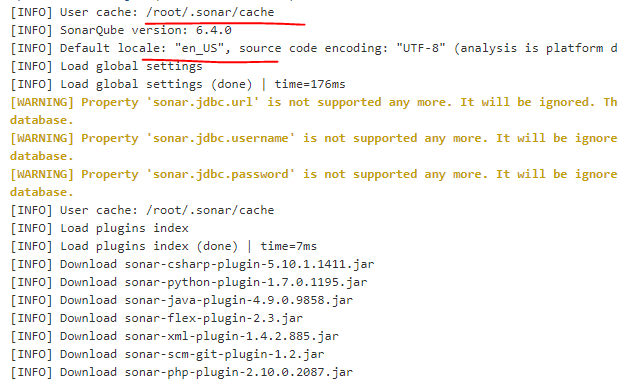 [INFO] User cache: /root/.sonar/cache
[INFO] SonarQube version: 6.4.0
[INFO] Default locale: "en_US", source code encoding: "UTF-8" (analysis is platform d
[INFO] Load global settings
[INFO] Load global settings (done) | time=176ms
[WARNING] Property 'sonar.jdbc.url' is not supported any more. It will be ignored. Th
database.
[WARNING] Property 'sonar.jdbc.username' is not supported any more. It will be ignore
database.
[WARNING] Property 'sonar.jdbc.password' is not supported any more. It will be ignore
database.
[INFO] User cache: /root/.sonar/cache
[INFO] Load plugins index
[INFO] Load plugins index (done) | time=7ms
[INFO] Download sonar-csharp-plugin-5.10.1.1411.jar
[INFO] Download sonar-python-plugin-1.7.0.1195.jar
[INFO] Download sonar-java-plugin-4.9.0.9858.jar
[INFO] Download sonar-flex-plugin-2.3.jar
[INFO] Download sonar-xml-plugin-1.4.2.885.jar
[INFO] Download sonar-scm-git-plugin-1.2.jar
[INFO] Download sonar-php-plugin-2.10.0.2087.jar